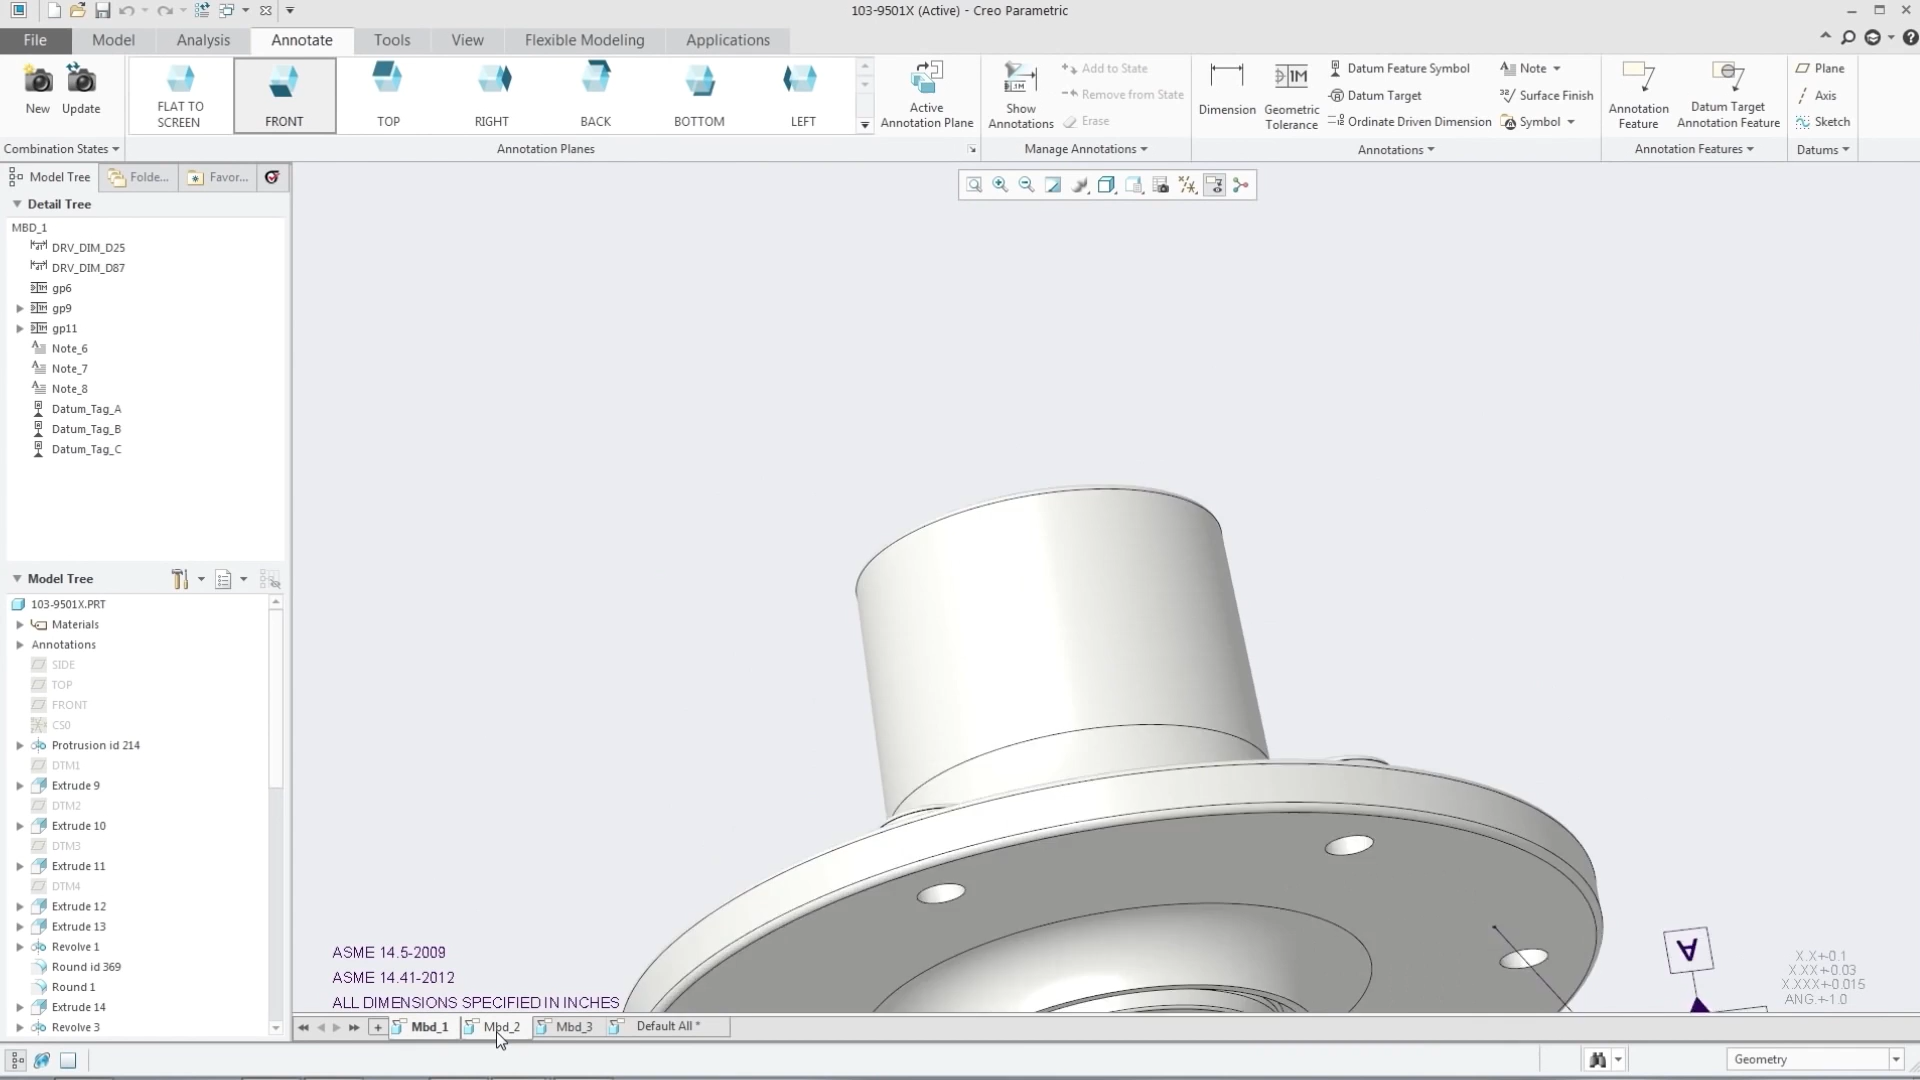 103-9501X (Active) - Creo Parametric
File Model Analysis Annotate Tools View Flexible Modeling Applications
New Update
Combination States
FLAT TO SCREEN
FRONT
TOP
RIGHT
BACK
BOTTOM
LEFT
Annotation Planes
Active Annotation Plane
Show Annotations
Add to State
Remove from State
Erase
Manage Annotations
Dimension
Geometric Tolerance
Datum Feature Symbol
Datum Target
Ordinate Driven Dimension
Note
Surface Finish
Symbol
Annotations
Annotation Feature
Datum Target Annotation Feature
Annotation Features
Plane
Axis
Sketch
Datums
Model Tree Folde... Favor...
Detail Tree
MBD_1
DRV_DIM_D25
DRV_DIM_D87
gp6
gp9
gp11
Note_6
Note_7
Note_8
Datum_Tag_A
Datum_Tag_B
Datum_Tag_C
Model Tree
103-9501X.PRT
Materials
Annotations
SIDE
TOP
FRONT
CS0
Protrusion id 214
DTM1
Extrude 9
DTM2
Extrude 10
DTM3
Extrude 11
DTM4
Extrude 12
Extrude 13
Revolve 1
Round id 369
Round 1
Extrude 14
Revolve 3
ASME 14.5-2009
ASME 14.41-2012
ALL DIMENSIONS SPECIFIED IN INCHES
A
X.X+-0.1
X.XX+-0.03
X.XXX+-0.015
ANG.+-1.0
Mbd_1 Mbd_2 Mbd_3 Default All *
Geometry